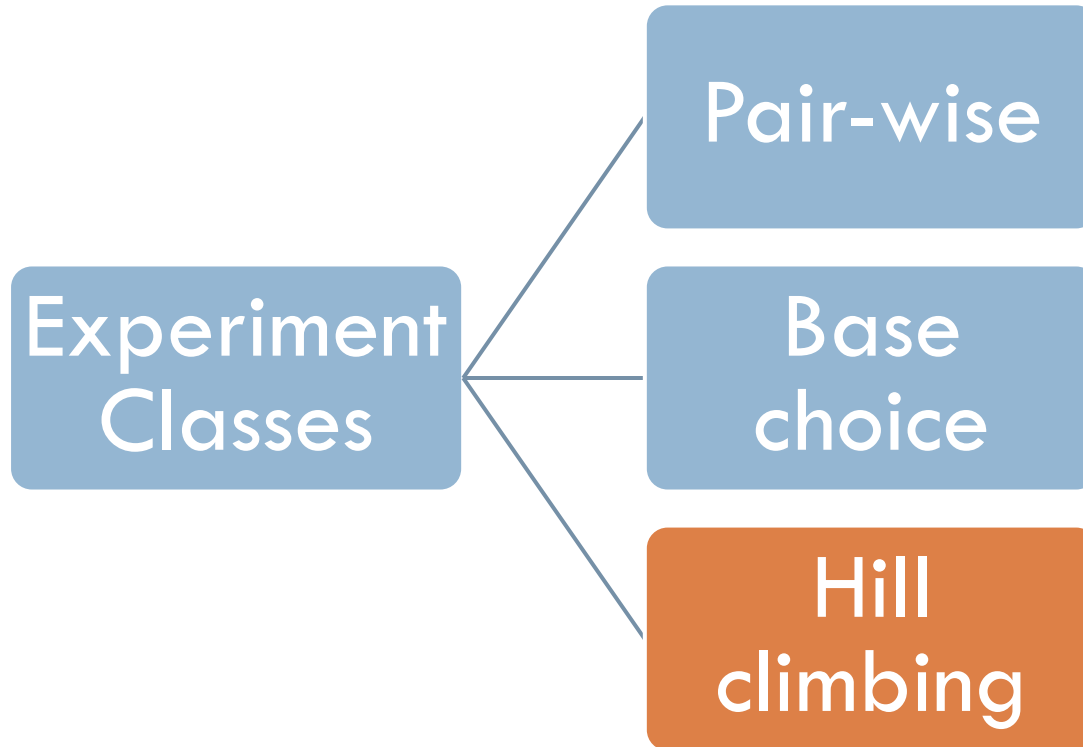 Pair-wise
Experiment
Classes
Base
choice
Hill
climbing